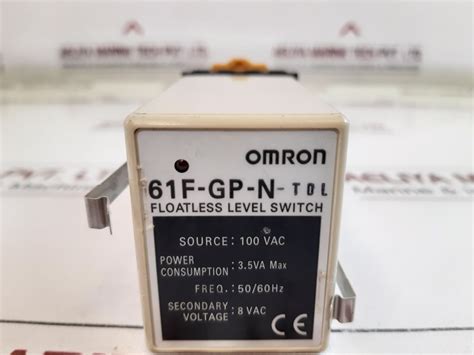 OMRON
61F-GP-N-TDL
FLOATLESS LEVEL SWITCH
SOURCE: 100 VAC
POWER CONSUMPTION : 3.5VA Max
FREQ.: 50/60Hz
SECONDARY VOLTAGE : 8 VAC
CE